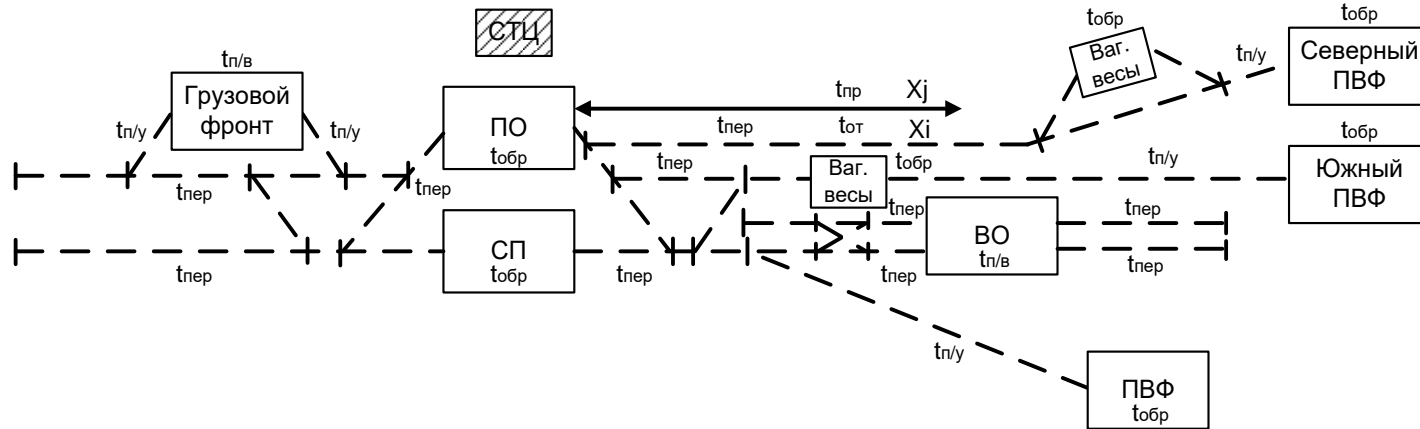 СТЦ
tобр
tобр
tп/в
Ваг.
весы
tп/у
Северный
ПВФ
Грузовой
фронт
tп/у
tп/у
ПО
tобр
tпр
Xj
tпер
tот
Xi
tобр
tпер
tпер
tпер
Ваг.
весы
tобр
tп/у
Южный
ПВФ
tпер
СП
tобр
tпер
tпер
tпер
ВО
tп/в
tпер
tпер
tп/у
ПВФ
tобр